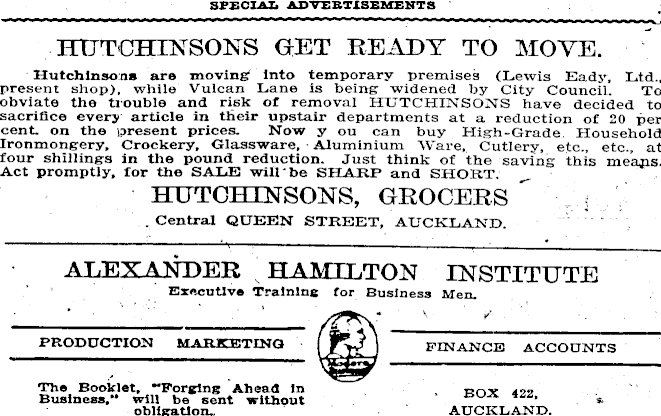 SPECIAL ADVERTISEMENTS
HUTCHINSONS GET READY TO MOVE.
Hutchinsons are moving into temporary premises (Lewis Eady, Ltd.,
present shop), while Vulcan Lane is being widened by City Council. To
obviate the trouble and risk of removal HUTCHINSONS have decided to
sacrifice every article in their upstair departments at a reduction of 20 per
cent. on the present prices. Now y ou can buy High-Grade Household
Ironmongery, Crockery, Glassware, Aluminium Ware, Cutlery, etc., etc., at
four shillings in the pound reduction. Just think of the saving this means.
Act promptly, for the SALE will be SHARP and SHORT.
HUTCHINSONS, GROCERS
Central QUEEN STREET, AUCKLAND.
ALEXANDER HAMILTON INSTITUTE
Executive Training for Business Men.
PRODUCTION MARKETING
Modern
Business
FINANCE ACCOUNTS
The Booklet, "Forging Ahead in
Business," will be sent without
obligation.
BOX 422,
AUCKLAND.